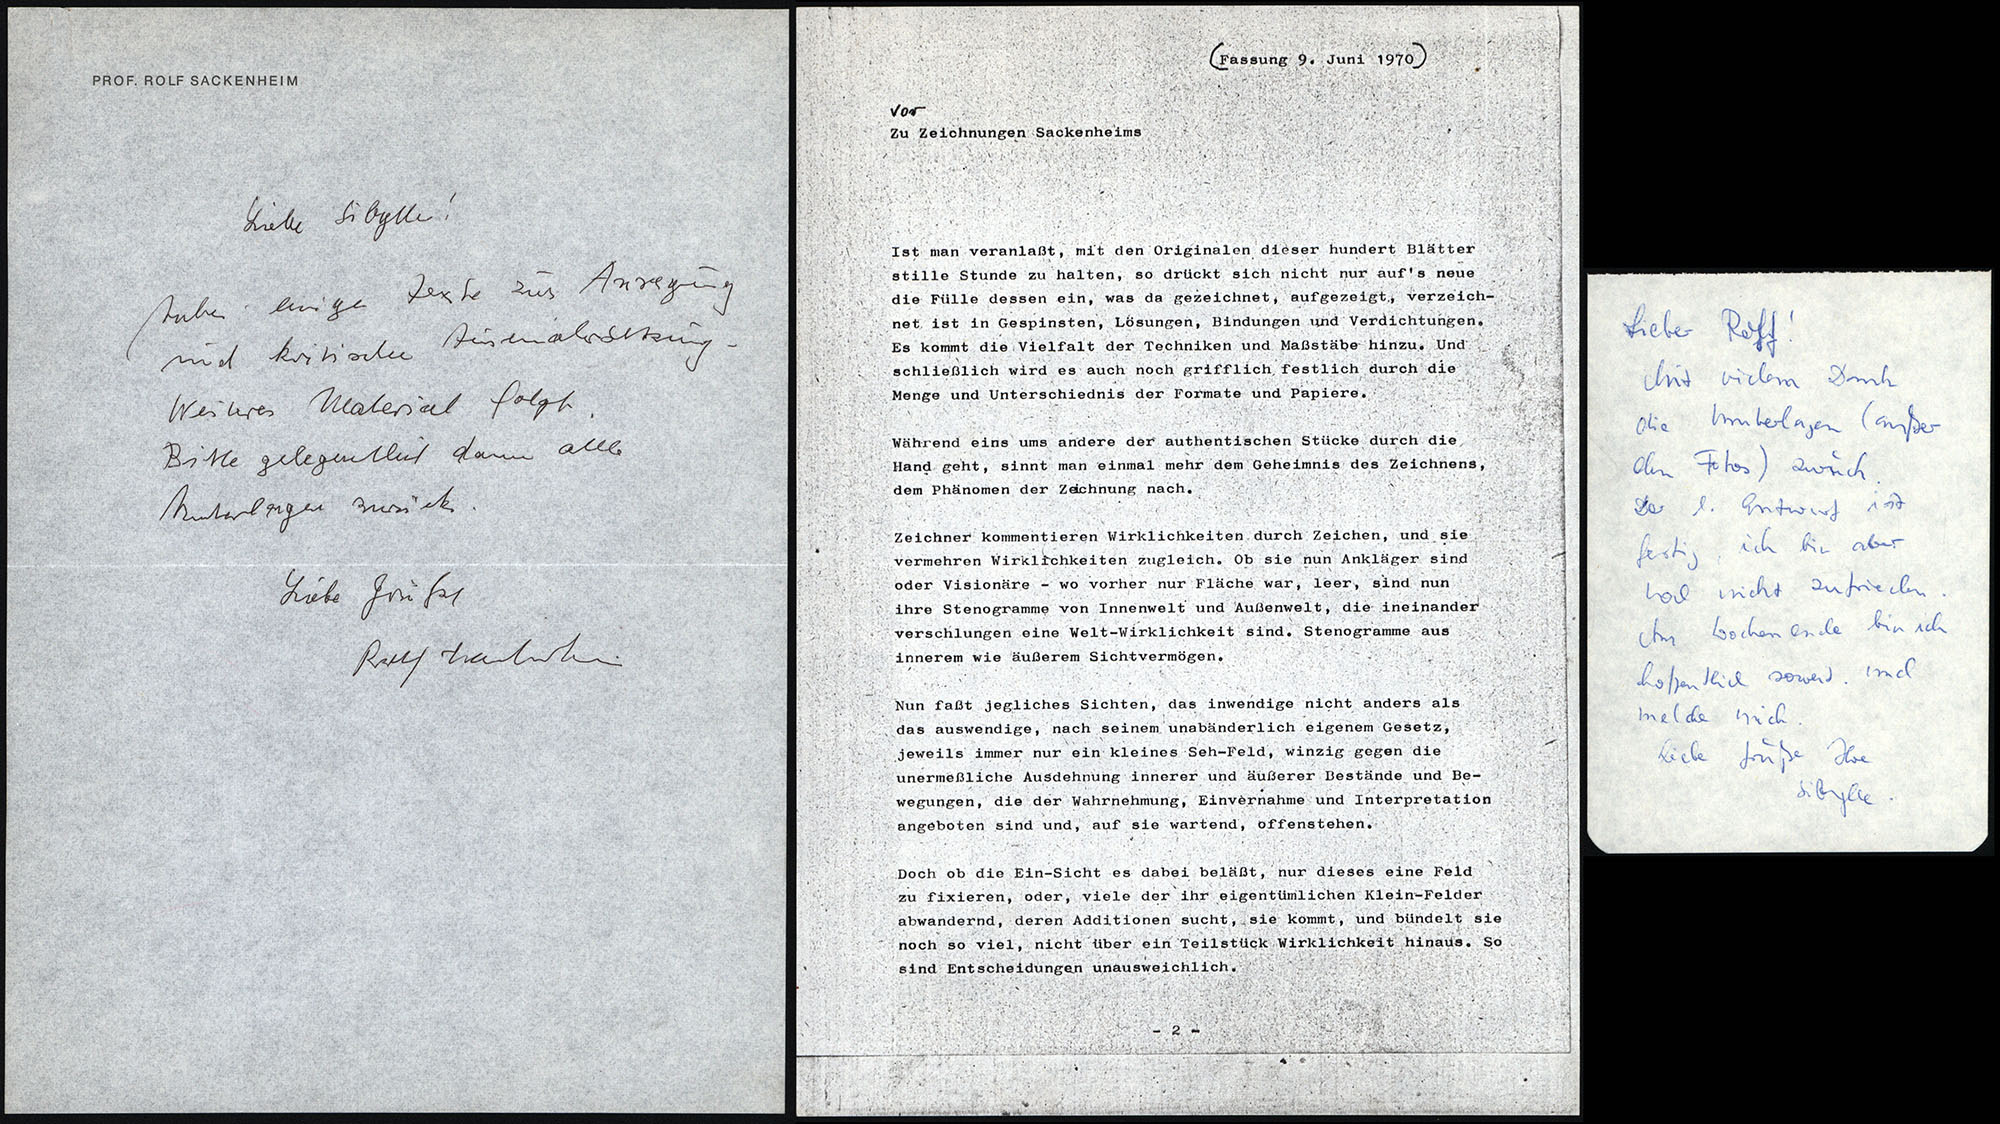 PROF. ROLF SACKENHEIM
Liebe Sibylle!
anbei einige Texte zur Anregung
und kritischen Auseinandersetzung -
Weiteres Material folgt.
Bitte gelegentlich dann alle
Unterlagen zurück.
Liebe Grüße
Rolf Sackenheim
(Fassung 9. Juni 1970)
vor
Zu Zeichnungen Sackenheims
Ist man veranlaßt, mit den Originalen dieser hundert Blätter
stille Stunde zu halten, so drückt sich nicht nur auf's neue
die Fülle dessen ein, was da gezeichnet, aufgezeigt, verzeich-
net ist in Gespinsten, Lösungen, Bindungen und Verdichtungen.
Es kommt die Vielfalt der Techniken und Maßstäbe hinzu. Und
schließlich wird es auch noch grifflich festlich durch die
Menge und Unterschiednis der Formate und Papiere.
Während eins ums andere der authentischen Stücke durch die
Hand geht, sinnt man einmal mehr dem Geheimnis des Zeichnens,
dem Phänomen der Zeichnung nach.
Zeichner kommentieren Wirklichkeiten durch Zeichen, und sie
vermehren Wirklichkeiten zugleich. Ob sie nun Ankläger sind
oder Visionäre - wo vorher nur Fläche war, leer, sind nun
ihre Stenogramme von Innenwelt und Außenwelt, die ineinander
verschlungen eine Welt-Wirklichkeit sind. Stenogramme aus
innerem wie äußerem Sichtvermögen.
Nun faßt jegliches Sichten, das inwendige nicht anders als
das auswendige, nach seinem unabänderlich eigenem Gesetz,
jeweils immer nur ein kleines Seh-Feld, winzig gegen die
unermeßliche Ausdehnung innerer und äußerer Bestände und Be-
wegungen, die der Wahrnehmung, Einvernahme und Interpretation
angeboten sind und, auf sie wartend, offenstehen.
Doch ob die Ein-Sicht es dabei beläßt, nur dieses eine Feld
zu fixieren, oder, viele der ihr eigentümlichen Klein-Felder
abwandernd, deren Additionen sucht, sie kommt, und bündelt sie
noch so viel, nicht über ein Teilstück Wirklichkeit hinaus. So
sind Entscheidungen unausweichlich.
- 2 -
Lieber Rolf!
Mit vielem Dank
die Unterlagen (außer
den Fotos) zurück.
Der 1. Entwurf ist
fertig, ich bin aber
noch nicht zufrieden.
Am Wochenende bin ich
hoffentlich soweit und
melde mich.
Liebe Grüße Ihre
Sibylle.